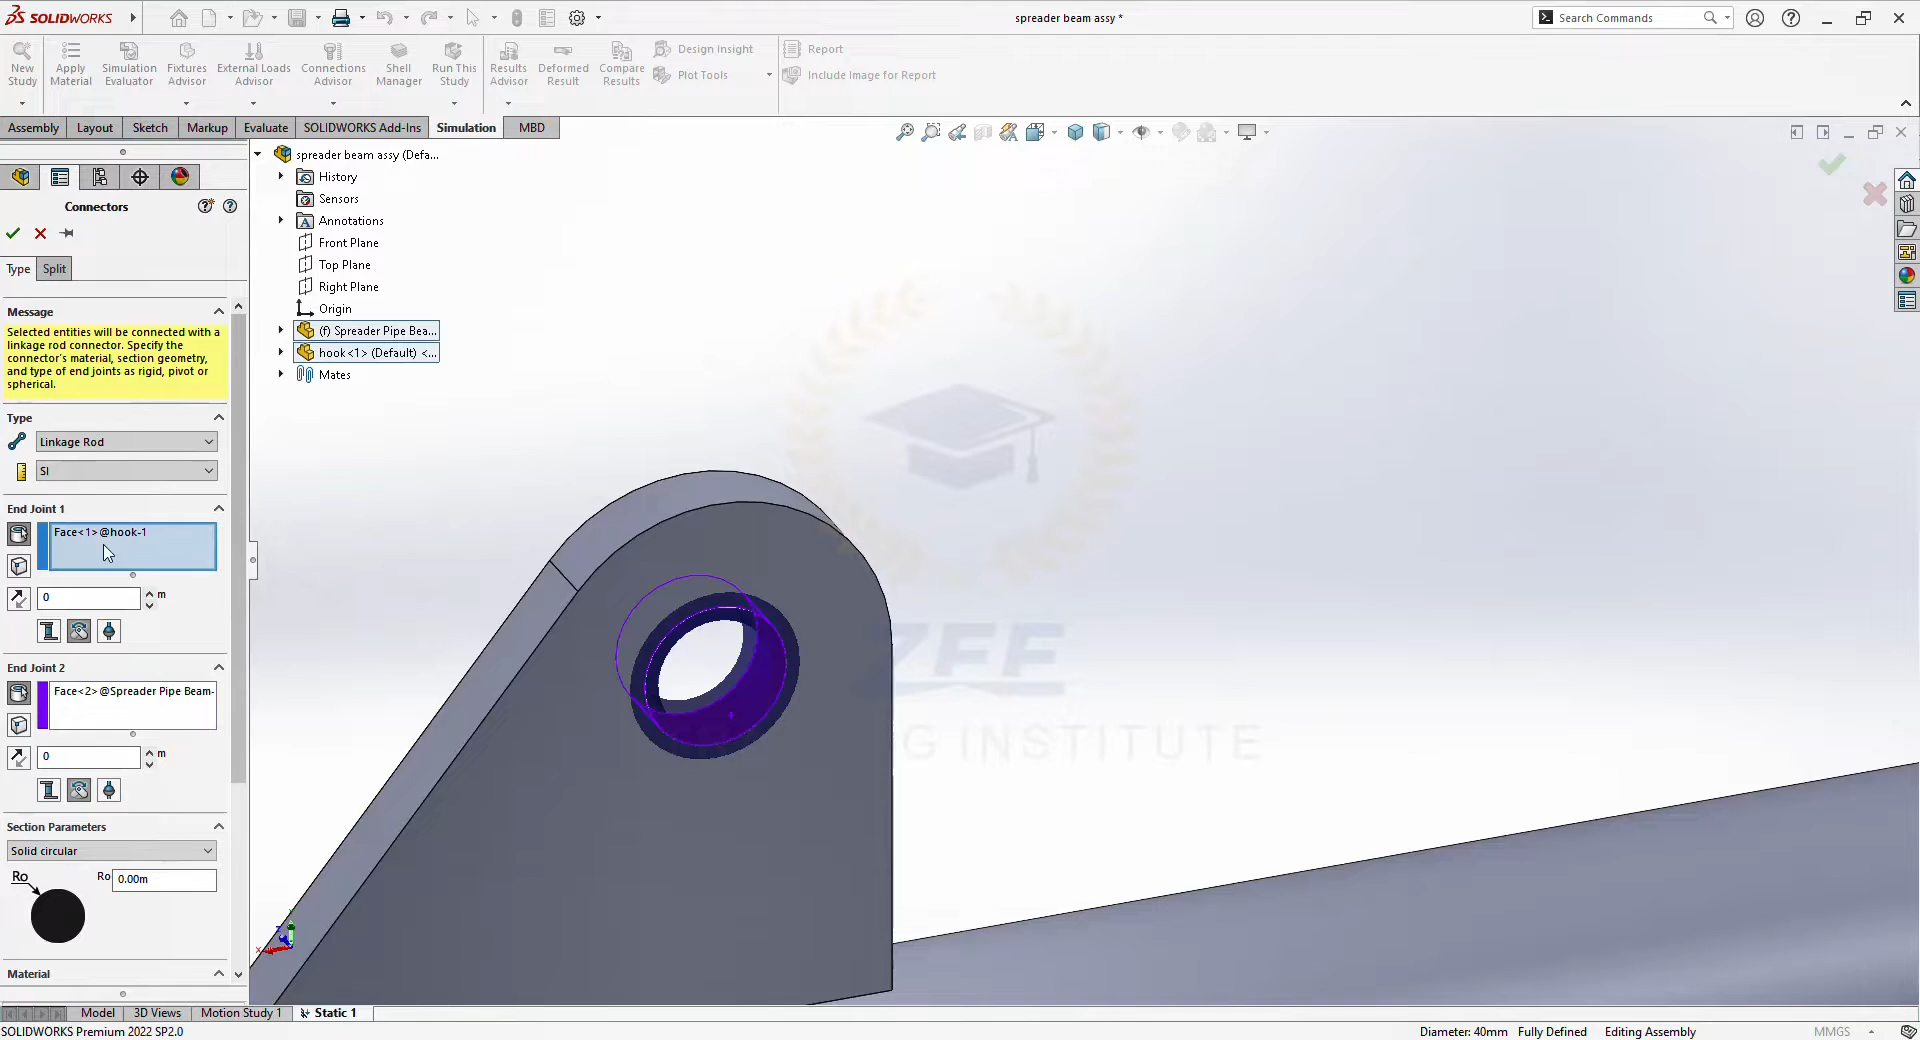 SOLIDWORKS
spreader beam assy *
Search Commands
New Study
Apply Material
Simulation Evaluator
Fixtures Advisor
External Loads Advisor
Connections Advisor
Shell Manager
Run This Study
Results Advisor
Deformed Result
Compare Results
Design Insight
Plot Tools
Report
Include Image for Report
Assembly
Layout
Sketch
Markup
Evaluate
SOLIDWORKS Add-Ins
Simulation
MBD
spreader beam assy (Defa...
History
Sensors
Annotations
Front Plane
Top Plane
Right Plane
Origin
(f) Spreader Pipe Bea...
hook<1> (Default) <...
Mates
Connectors
Type
Split
Message
Selected entities will be connected with a
linkage rod connector. Specify the
connector's material, section geometry,
and type of end joints as rigid, pivot or
spherical.
Type
Linkage Rod
SI
End Joint 1
Face<1>@hook-1
0
m
End Joint 2
Face<2>@Spreader Pipe Beam-
0
m
Section Parameters
Solid circular
Ro
Ro
0.00m
Material
ZFE
G INSTITUTE
Model
3D Views
Motion Study 1
Static 1
SOLIDWORKS Premium 2022 SP2.0
Diameter: 40mm
Fully Defined
Editing Assembly
MMGS